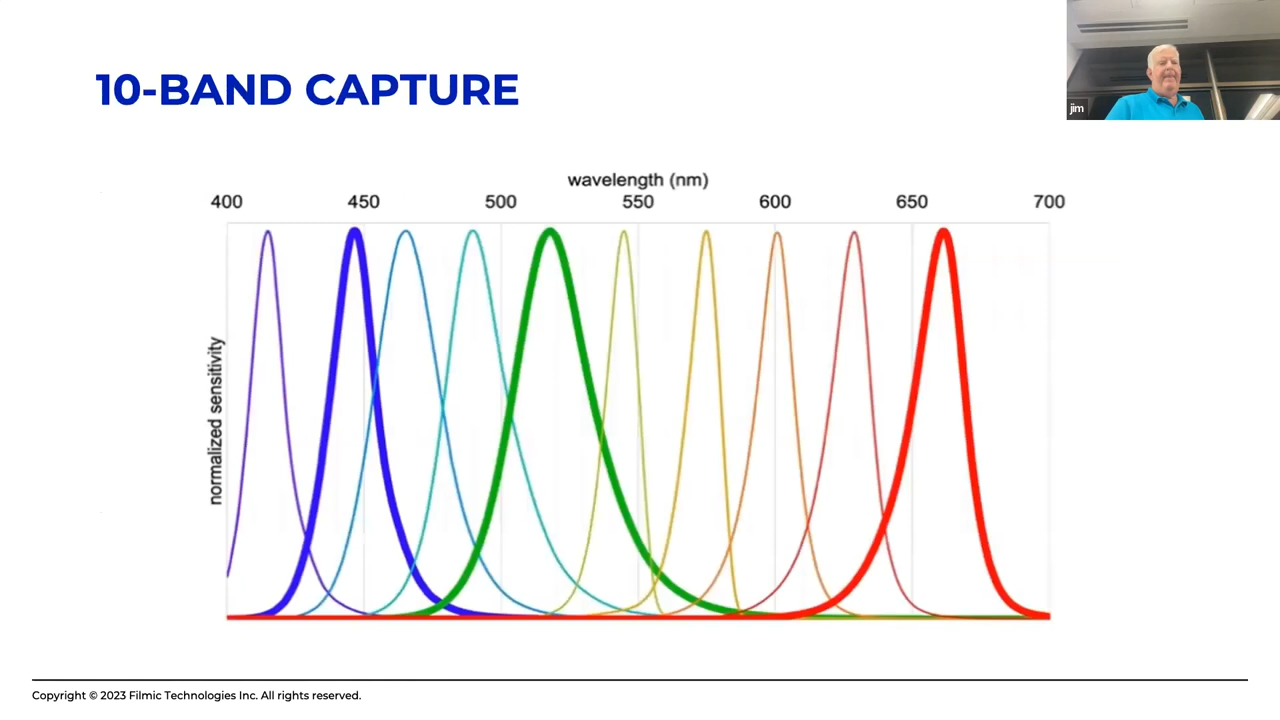 10-BAND CAPTURE
jim
wavelength (nm)
400 450 500 550 600 650 700
normalized sensitivity
Copyright © 2023 Filmic Technologies Inc. All rights reserved.